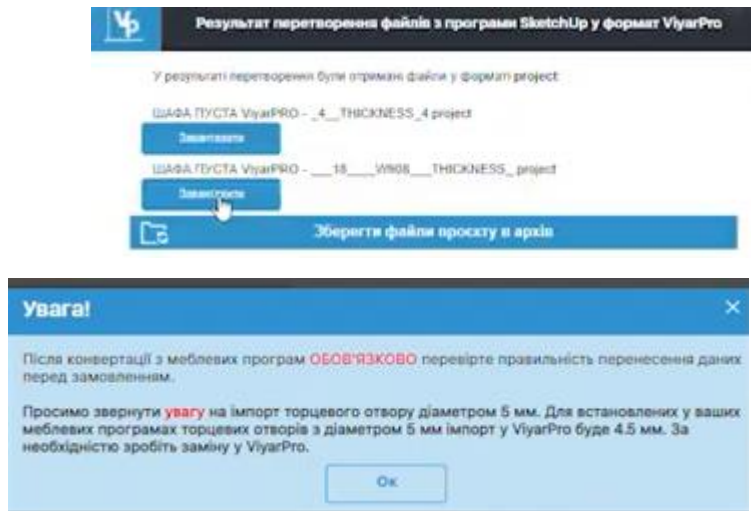 Vp
Результат перетворення файлів з програми SketchUp у формат ViyarPro
У результаті перетворення були отримані файли у форматі project:
ШАФА ПУСТА ViyarPRO - _4__THICKNESS_4.project
Завантажити
ШАФА ПУСТА ViyarPRO - ___18____W908___THICKNESS_.project
Завантажити
Зберегти файли проєкту в архів
Увага!
Після конвертації з меблевих програм ОБОВ'ЯЗКОВО перевірте правильність перенесення даних
перед замовленням.
Просимо звернути увагу на імпорт торцевого отвору діаметром 5 мм. Для встановлених у ваших
меблевих програмах торцевих отворів з діаметром 5 мм імпорт у ViyarPro буде 4.5 мм. За
необхідністю зробіть заміну у ViyarPro.
Ок